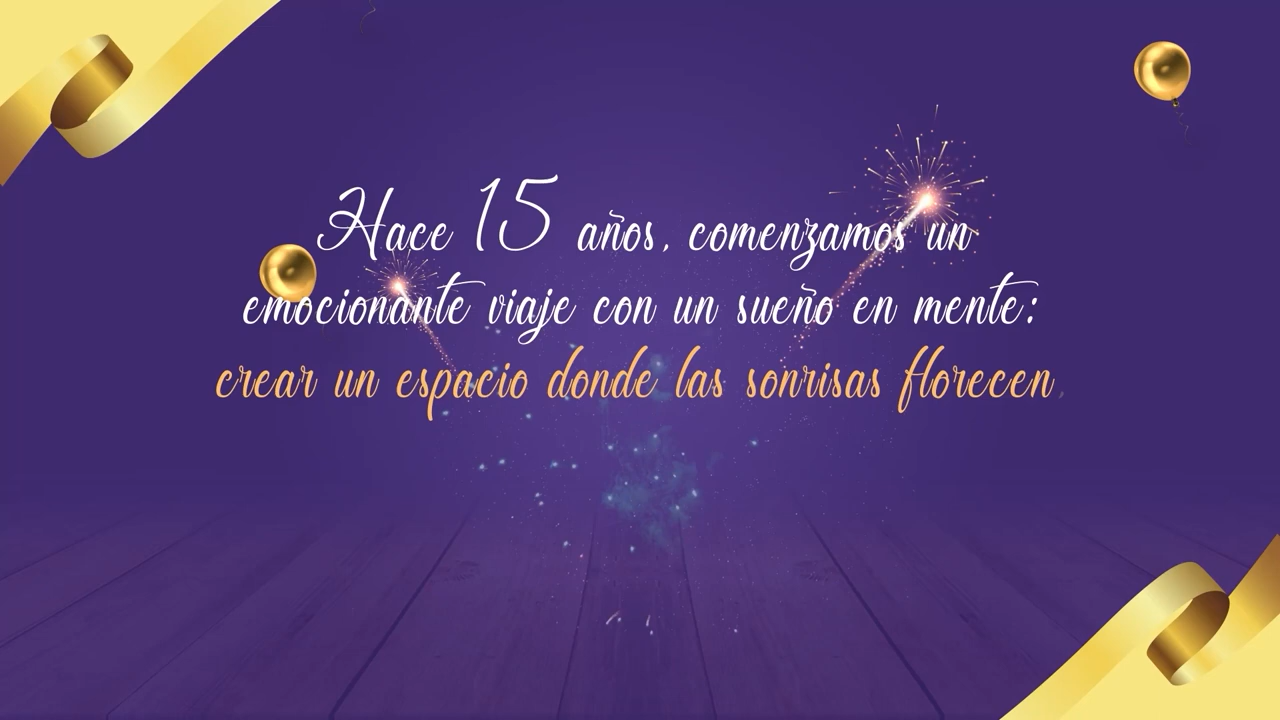 Hace 15 años, comenzamos un
emocionante viaje con un sueño en mente:
crear un espacio donde las sonrisas florecen,